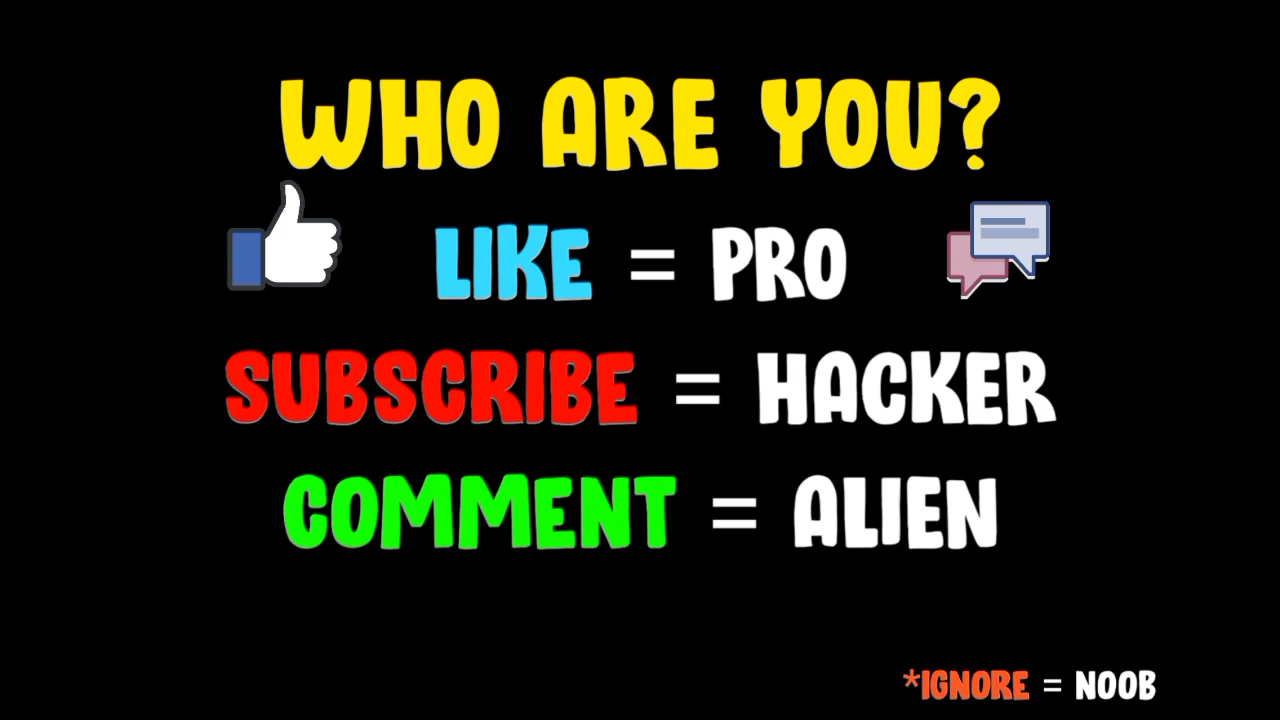 WHO ARE YOU?
LIKE = PRO
SUBSCRIBE = HACKER
COMMENT = ALIEN
*IGNORE = NOOB